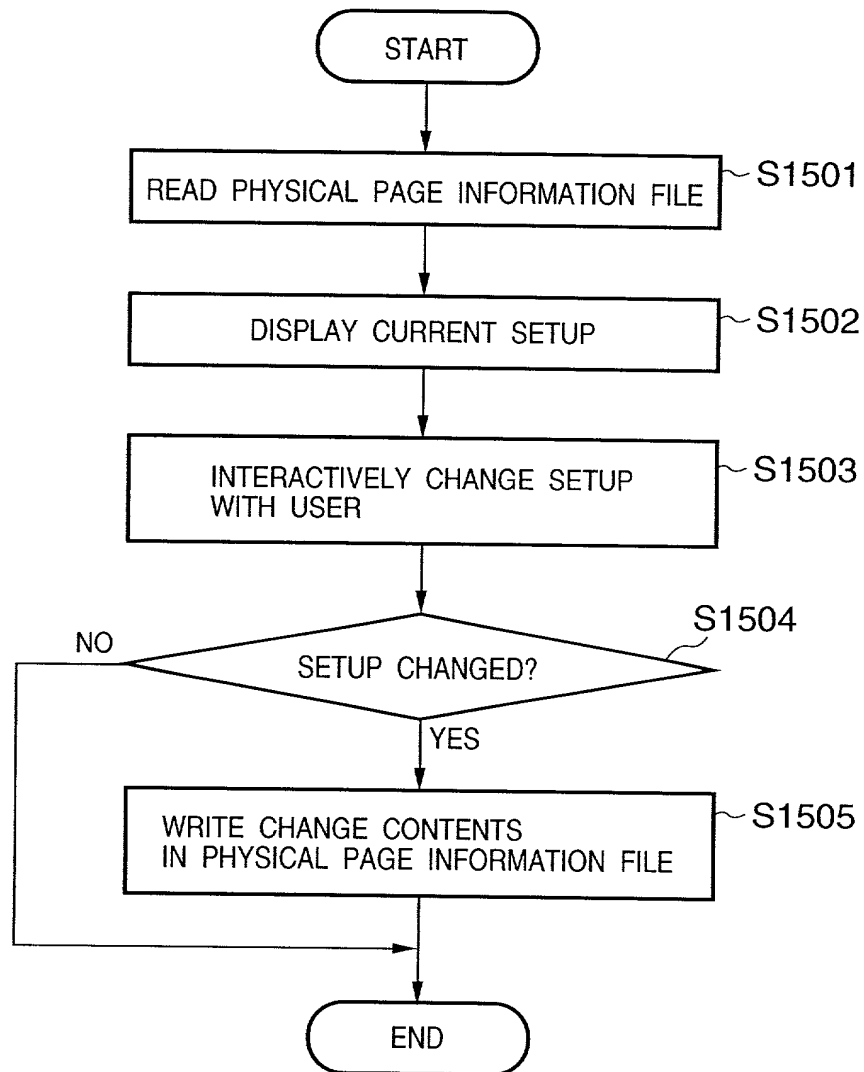 START
READ PHYSICAL PAGE INFORMATION FILE
S1501
DISPLAY CURRENT SETUP
S1502
INTERACTIVELY CHANGE SETUP
WITH USER
S1503
SETUP CHANGED?
S1504
NO
YES
WRITE CHANGE CONTENTS
IN PHYSICAL PAGE INFORMATION FILE
S1505
END